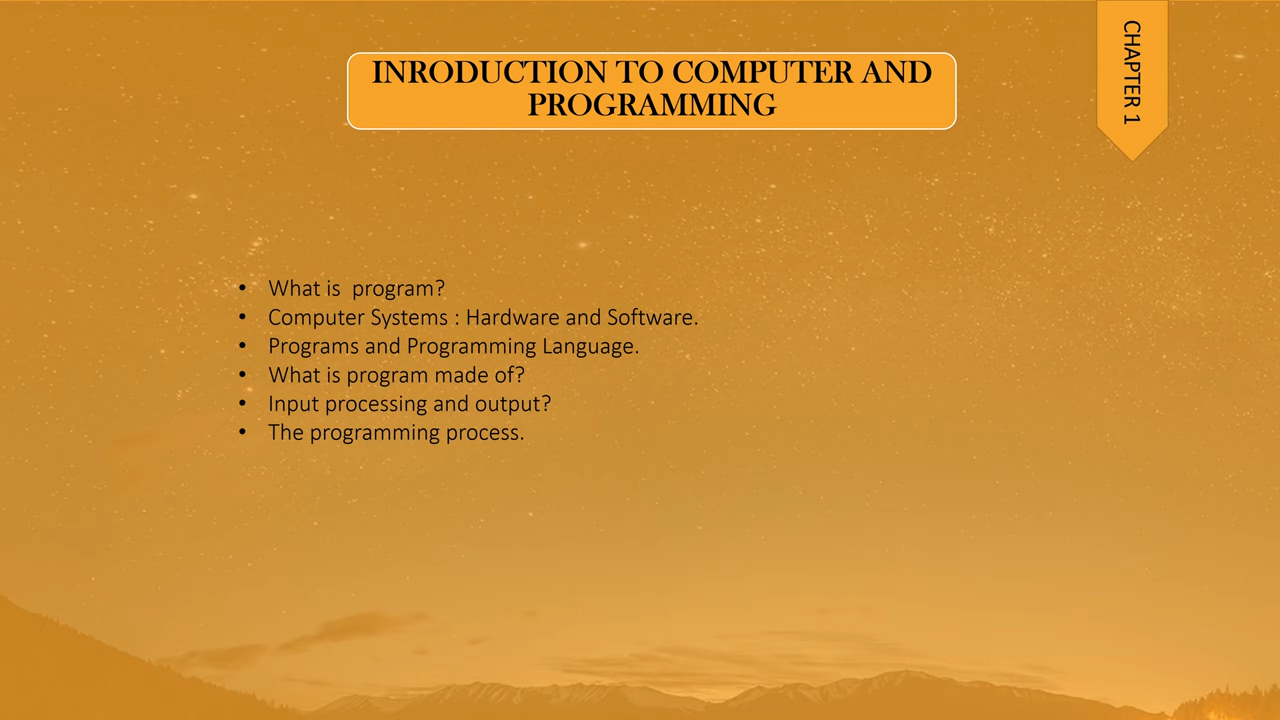 INRODUCTION TO COMPUTER AND
PROGRAMMING
CHAPTER 1
• What is  program?
• Computer Systems : Hardware and Software.
• Programs and Programming Language.
• What is program made of?
• Input processing and output?
• The programming process.